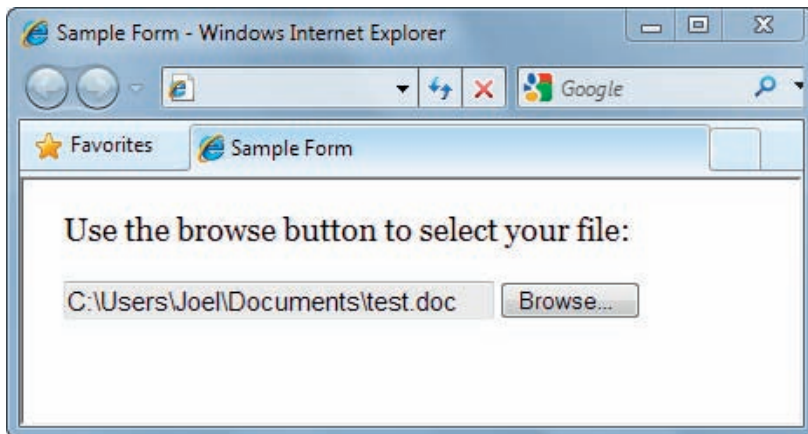 Sample Form - Windows Internet Explorer
Google
Favorites
Sample Form
Use the browse button to select your file:
C:\Users\Joel\Documents\test.doc
Browse...